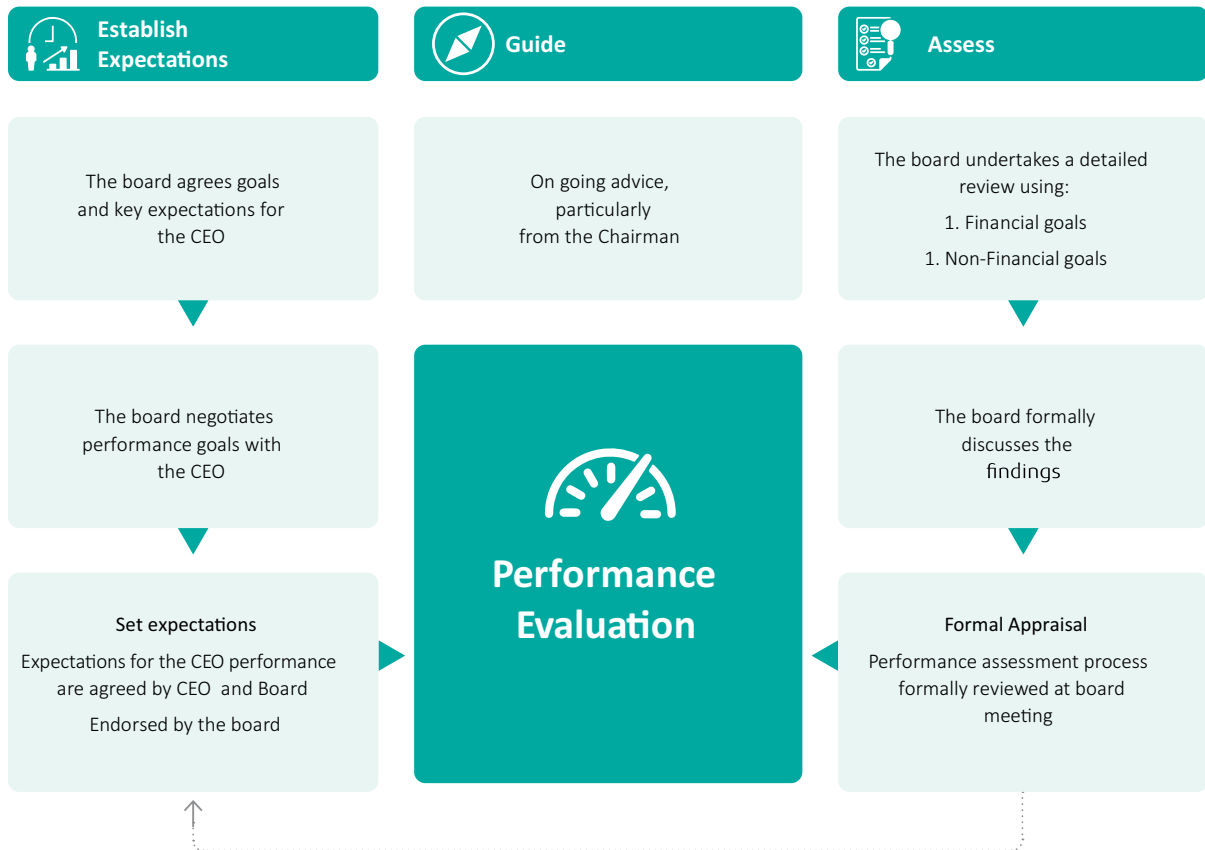 Establish
Expectations
Guide
Assess
The board agrees goals
and key expectations for
the CEO
On going advice,
particularly
from the Chairman
The board undertakes a detailed
review using:
1. Financial goals
1. Non-Financial goals
The board negotiates
performance goals with
the CEO
Performance
Evaluation
The board formally
discusses the
findings
Set expectations
Expectations for the CEO performance
are agreed by CEO and Board
Endorsed by the board
Formal Appraisal
Performance assessment process
formally reviewed at board
meeting